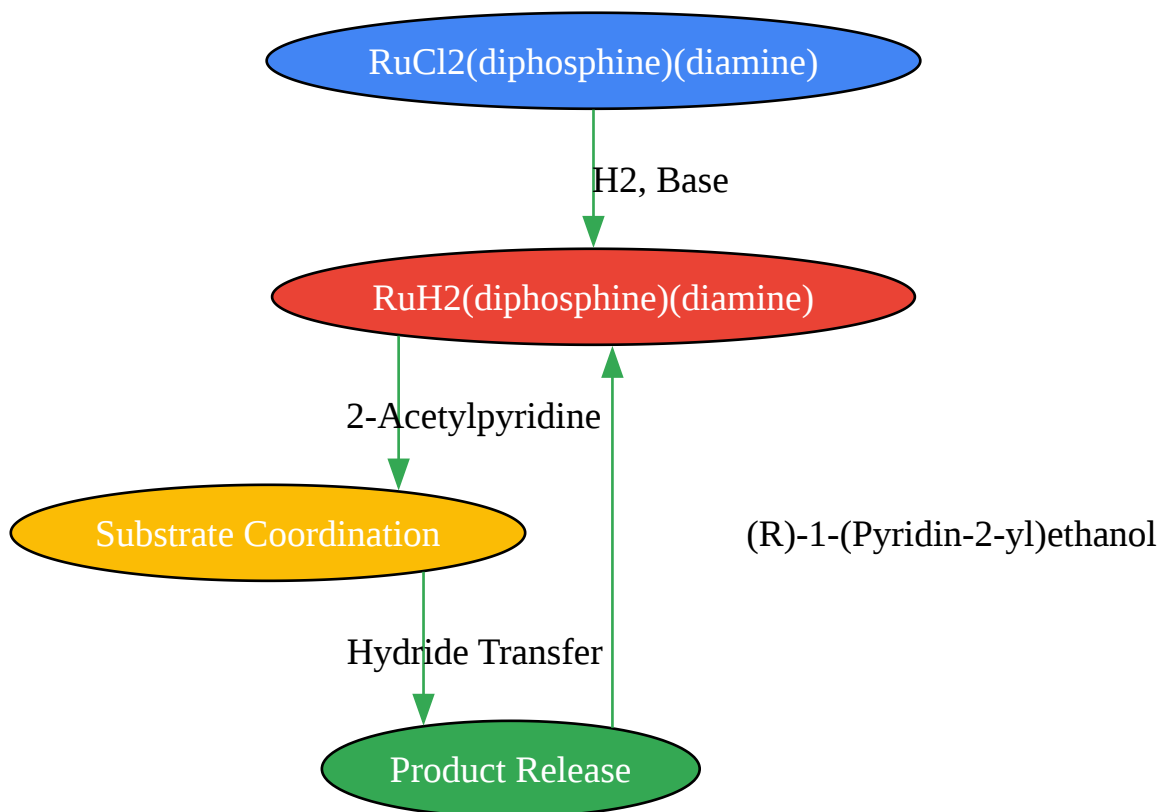 RuCl2(diphosphine)(diamine)
H2, Base
RuH2(diphosphine)(diamine)
2-Acetylpyridine
Substrate Coordination
(R)-1-(Pyridin-2-yl)ethanol
Hydride Transfer
Product Release